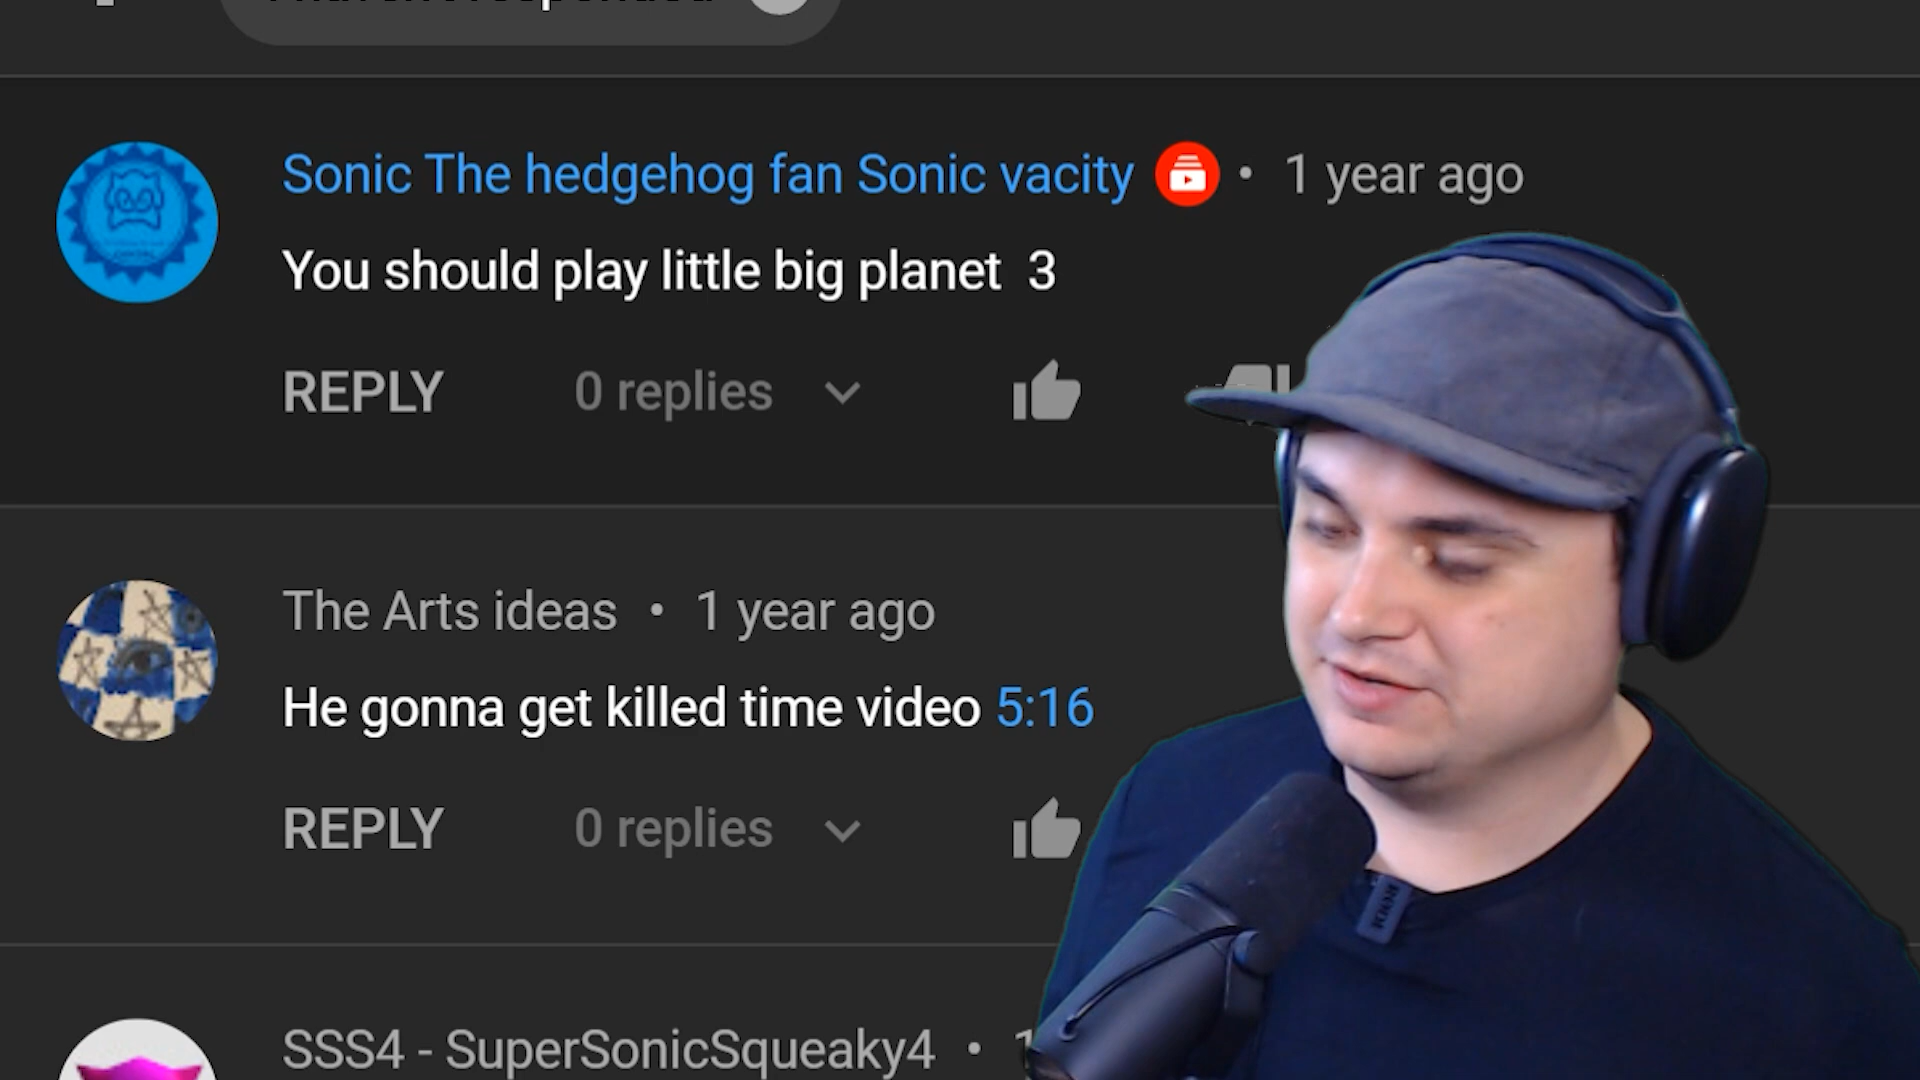 Sonic The hedgehog fan Sonic vacity • 1 year ago
You should play little big planet  3
REPLY 0 replies
The Arts ideas • 1 year ago
He gonna get killed time video 5:16
REPLY 0 replies
SSS4 - SuperSonicSqueaky4 • 1
RØDE